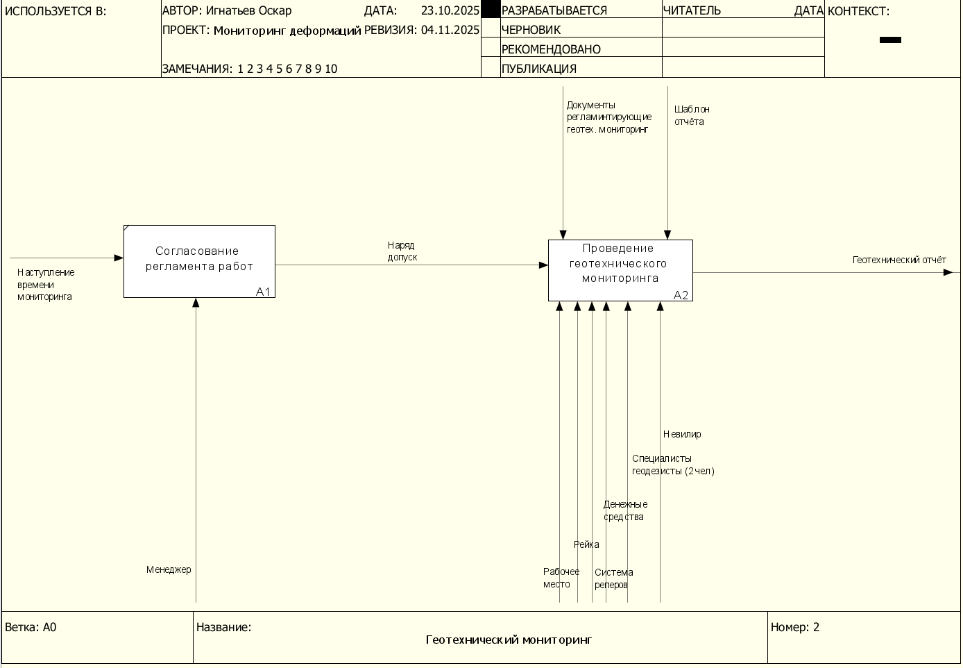 ИСПОЛЬЗУЕТСЯ В:
АВТОР: Игнатьев Оскар
ДАТА: 23.10.2025
РАЗРАБАТЫВАЕТСЯ
ЧИТАТЕЛЬ
ДАТА
КОНТЕКСТ:
ПРОЕКТ: Мониторинг деформаций
РЕВИЗИЯ: 04.11.2025
ЧЕРНОВИК
РЕКОМЕНДОВАНО
ЗАМЕЧАНИЯ: 1 2 3 4 5 6 7 8 9 10
ПУБЛИКАЦИЯ
Документы
регламинтирующие
геотех. мониторинг
Шаблон
отчёта
Согласование
регламента работ
A1
Наряд
допуск
Проведение
геотехнического
мониторинга
A2
Геотехнический отчёт
Наступление
времени
мониторинга
Невилир
Специалисты
геодезисты (2чел)
Денежные
средства
Рейка
Менеджер
Рабочее
место
Система
реперов
Ветка: A0
Название:
Геотехнический мониторинг
Номер: 2